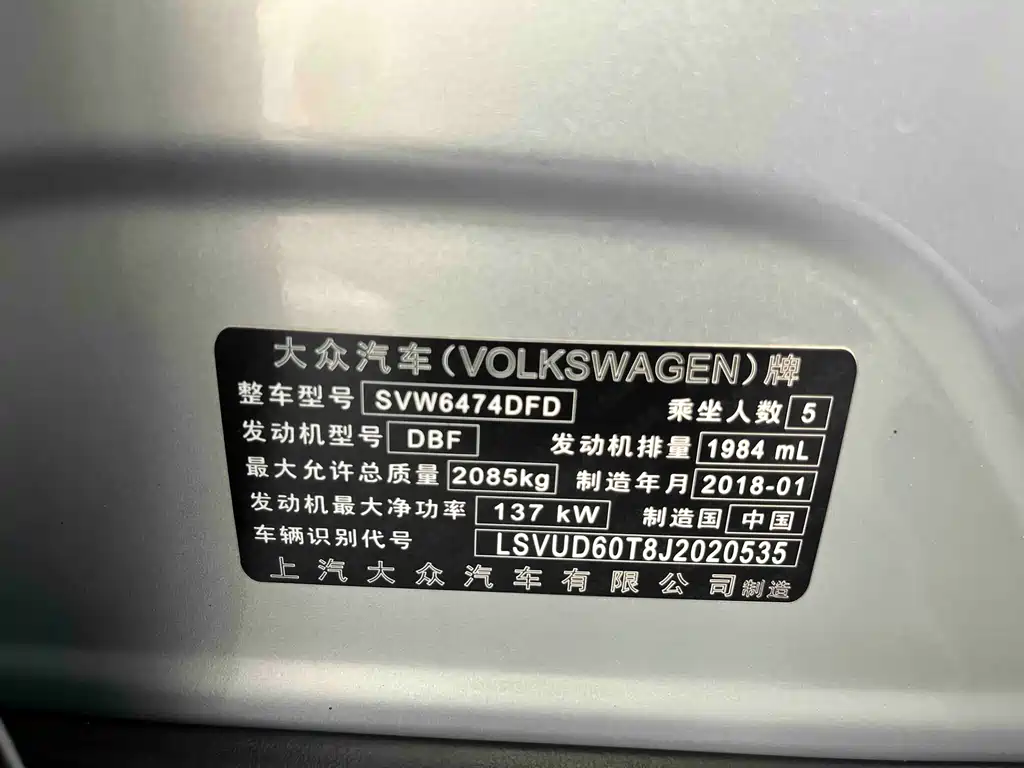 大众汽车(VOLKSWAGEN)牌
整车型号 SVW6474DFD 乘坐人数 5
发动机型号 DBF 发动机排量 1984 mL
最大允许总质量 2085kg 制造年月 2018-01
发动机最大净功率 137 kW 制造国 中国
车辆识别代号 LSVUD60T8J2020535
上汽大众汽车有限公司制造